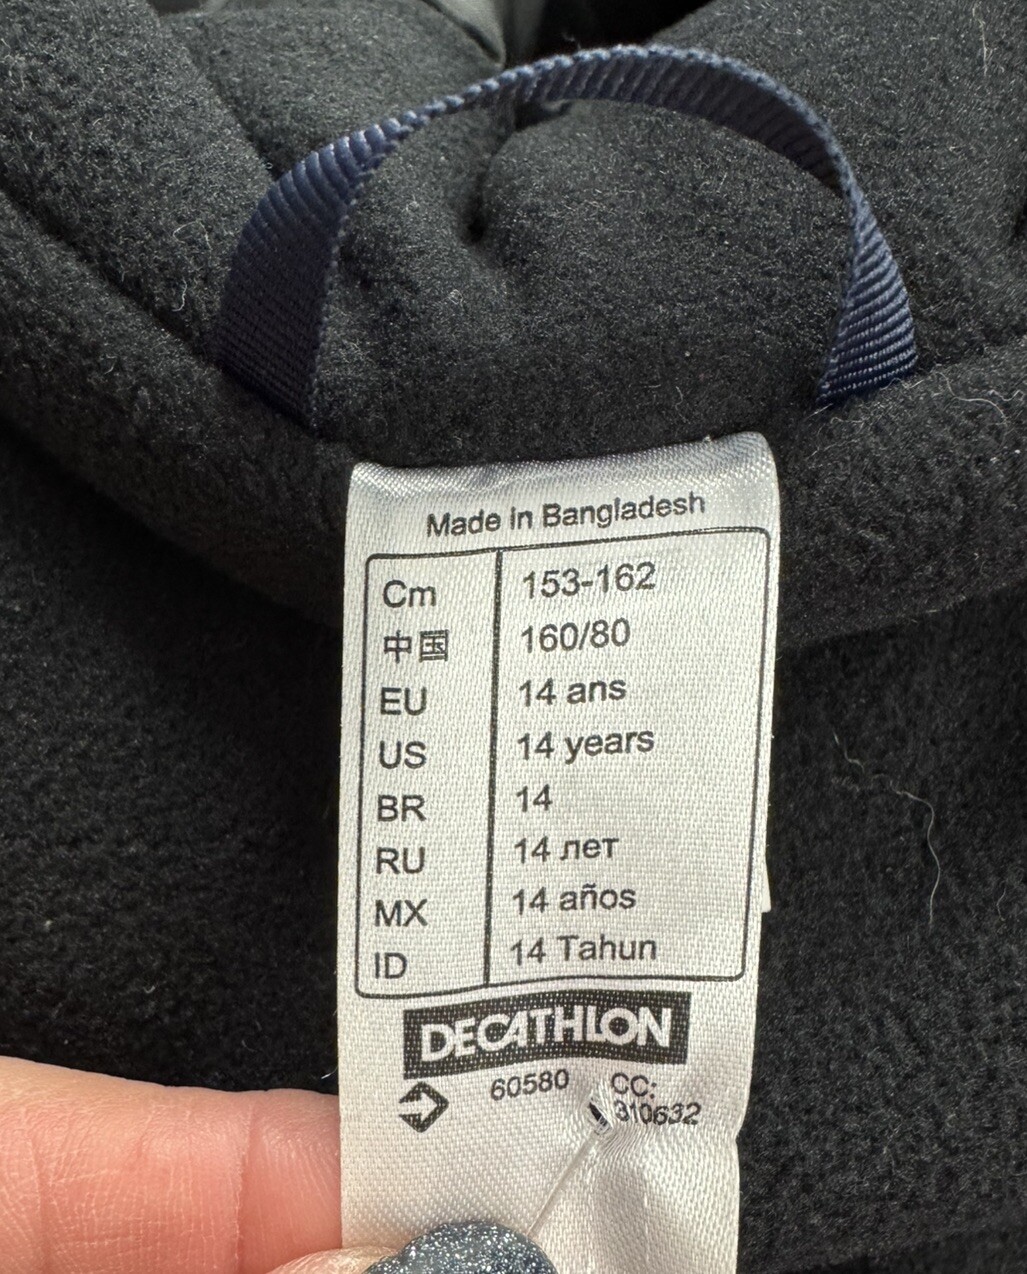 Made in Bangladesh
Cm 153-162
中国 160/80
EU 14 ans
US 14 years
BR 14
RU 14 лет
MX 14 años
ID 14 Tahun
DECATHLON
60580 CC:
310632